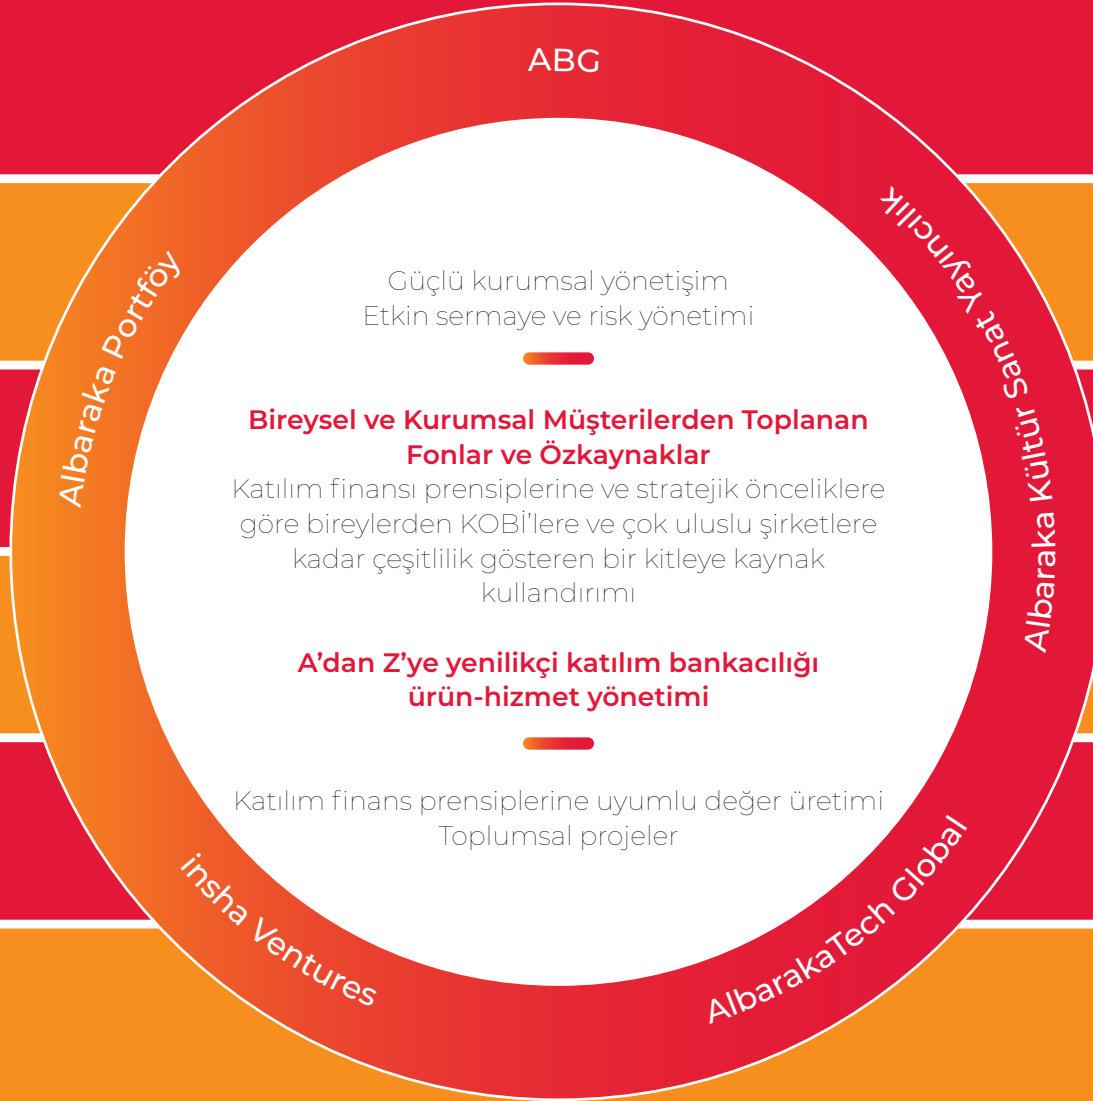 ABG
Albaraka Kültür Sanat Yayıncılık
AlbarakaTech Global
insha Ventures
Albaraka Portföy
Güçlü kurumsal yönetişim
Etkin sermaye ve risk yönetimi
Bireysel ve Kurumsal Müşterilerden Toplanan
Fonlar ve Özkaynaklar
Katılım finansı prensiplerine ve stratejik önceliklere
göre bireylerden KOBİ’lere ve çok uluslu şirketlere
kadar çeşitlilik gösteren bir kitleye kaynak
kullandırımı
A’dan Z’ye yenilikçi katılım bankacılığı
ürün-hizmet yönetimi
Katılım finans prensiplerine uyumlu değer üretimi
Toplumsal projeler